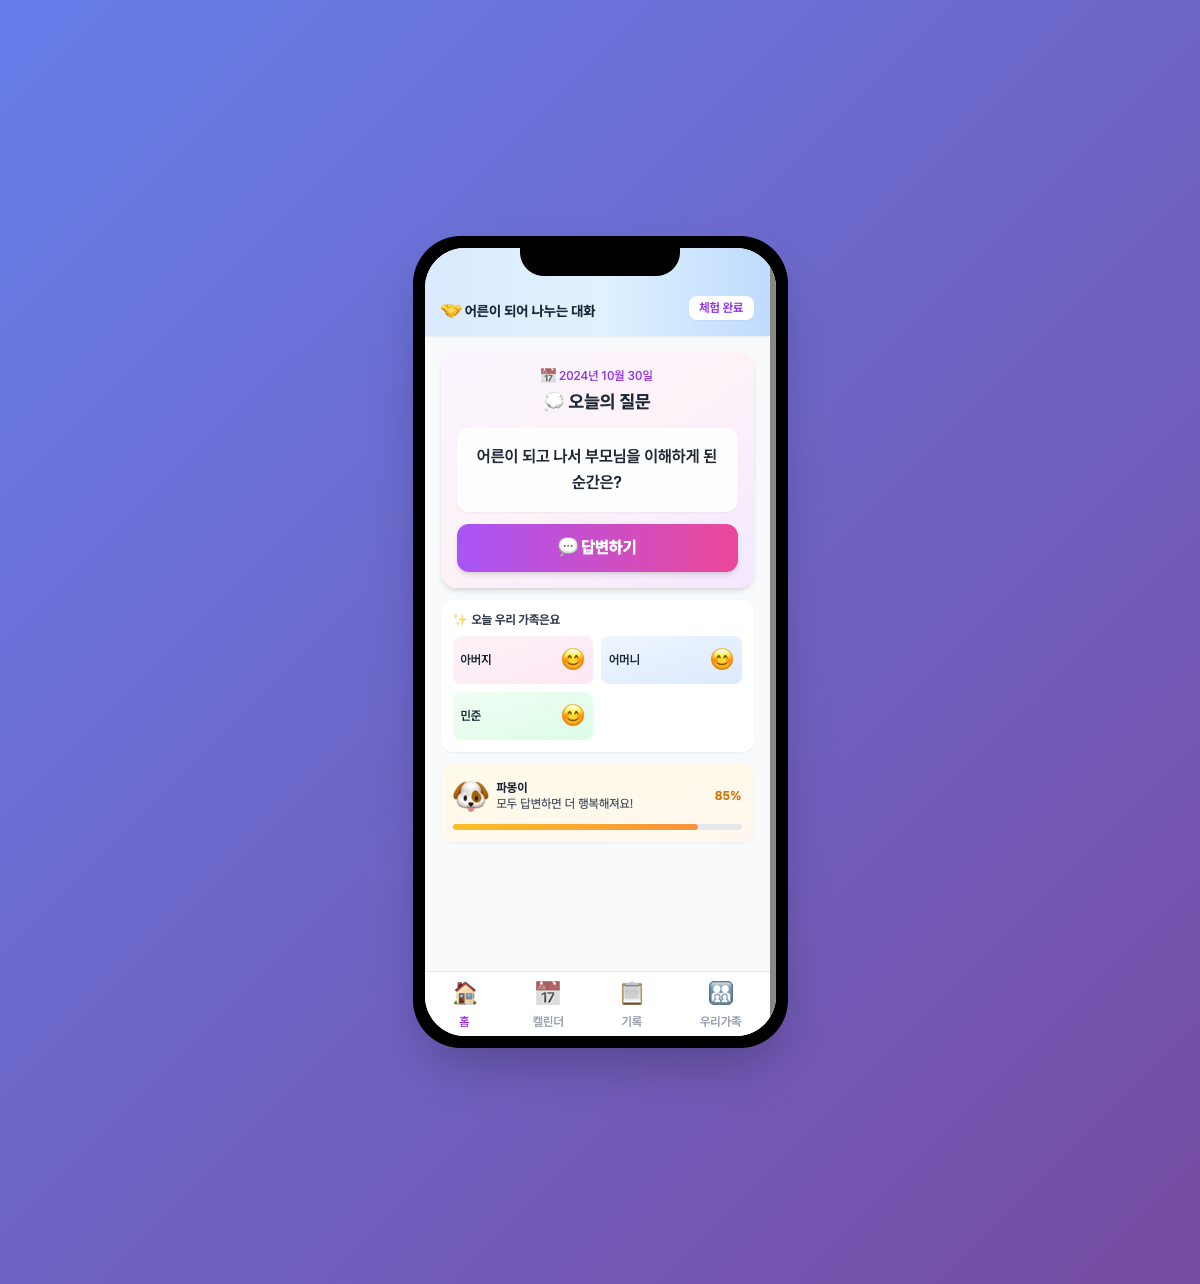 어른이 되어 나누는 대화
체험 완료
2024년 10월 30일
오늘의 질문
어른이 되고 나서 부모님을 이해하게 된
순간은?
답변하기
오늘 우리 가족은요
아버지
어머니
민준
파몽이
모두 답변하면 더 행복해져요!
85%
17
홈
캘린더
기록
우리가족